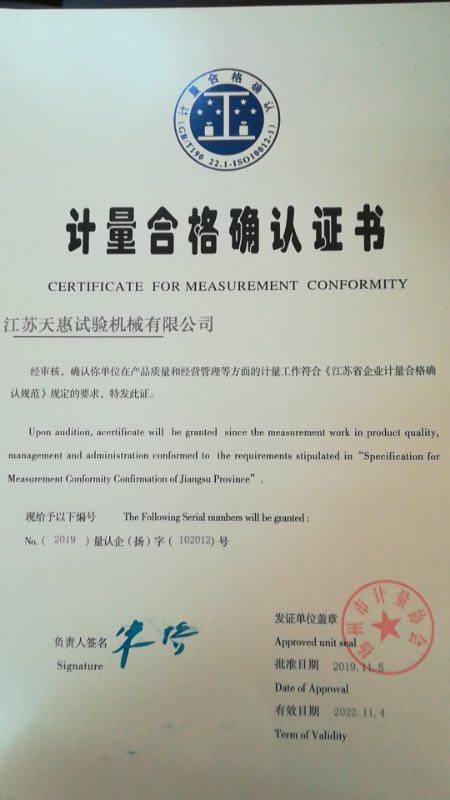 计量合格确认
(GB/T190 22.1-ISO10012-1)
计量合格确认证书
CERTIFICATE FOR MEASUREMENT CONFORMITY
江苏天惠试验机械有限公司
经审核，确认你单位在产品质量和经营管理等方面的计量工作符合《江苏省企业计量合格确
认规范》规定的要求，特发此证。
Upon audition, acertificate will be granted since the measurement work in product quality,
management and administration conformed to the requirements stipulated in “Specification for
Measurement Conformity Confirmation of Jiangsu Province”.
现给予以下编号 The Following Serial numbers will be granted:
No.( 2019 )量认企(扬)字( 102012)号
负责人签名
Signature
发证单位盖章
Approved unit seal
批准日期 2019.11.5
Date of Approval
有效日期 2022.11.4
Term of Validity
扬州市计量协会